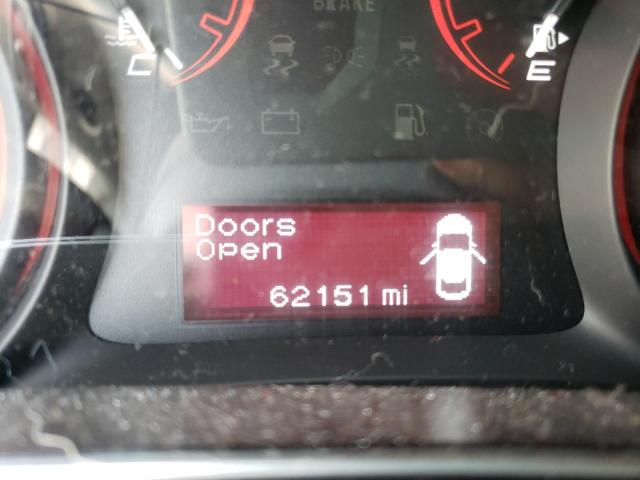 BRAKE
C
E
Doors
Open
62151 mi